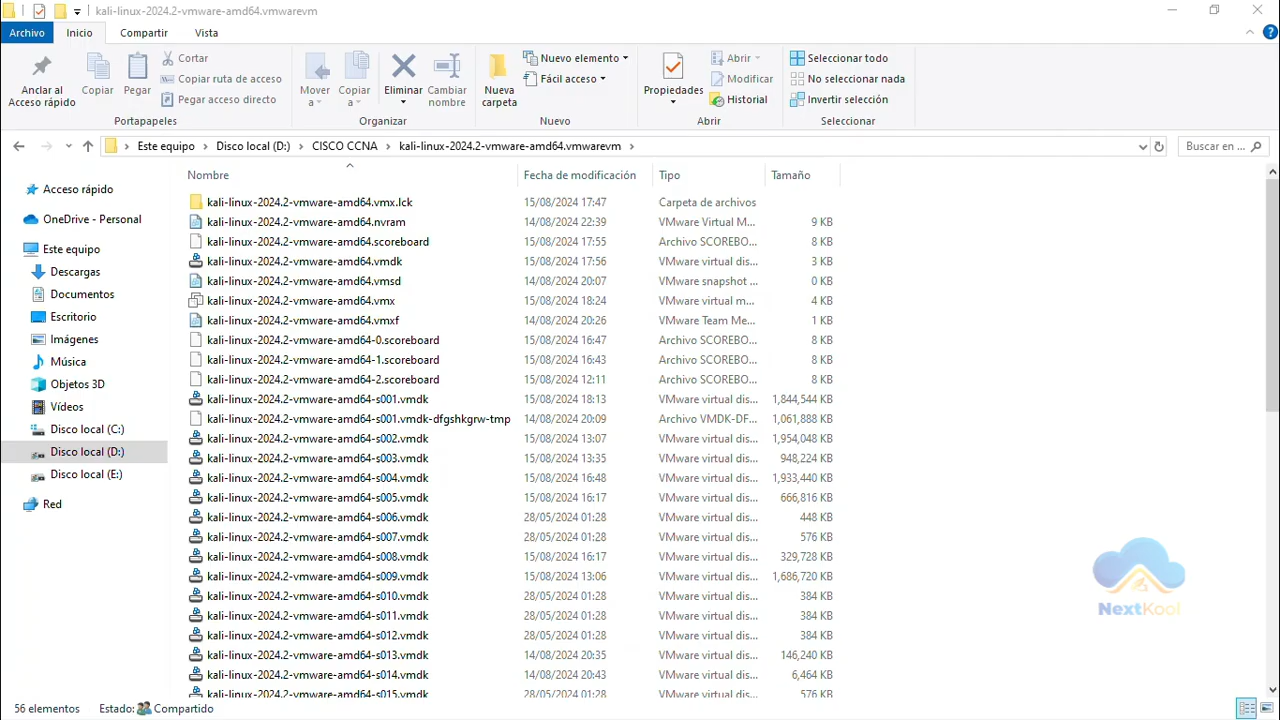 kali-linux-2024.2-vmware-amd64.vmwarevm
Archivo Inicio Compartir Vista
Anclar al Acceso rápido
Copiar
Pegar
Cortar
Copiar ruta de acceso
Pegar acceso directo
Portapapeles
Mover a
Copiar a
Eliminar
Cambiar nombre
Organizar
Nueva carpeta
Nuevo elemento
Fácil acceso
Nuevo
Propiedades
Abrir
Modificar
Historial
Abrir
Seleccionar todo
No seleccionar nada
Invertir selección
Seleccionar
Este equipo > Disco local (D:) > CISCO CCNA > kali-linux-2024.2-vmware-amd64.vmwarevm >
Buscar en ...
Acceso rápido
OneDrive - Personal
Este equipo
Descargas
Documentos
Escritorio
Imágenes
Música
Objetos 3D
Vídeos
Disco local (C:)
Disco local (D:)
Disco local (E:)
Red
Nombre Fecha de modificación Tipo Tamaño
kali-linux-2024.2-vmware-amd64.vmx.lck 15/08/2024 17:47 Carpeta de archivos
kali-linux-2024.2-vmware-amd64.nvram 14/08/2024 22:39 VMware Virtual M... 9 KB
kali-linux-2024.2-vmware-amd64.scoreboard 15/08/2024 17:55 Archivo SCOREBO... 8 KB
kali-linux-2024.2-vmware-amd64.vmdk 15/08/2024 17:56 VMware virtual dis... 3 KB
kali-linux-2024.2-vmware-amd64.vmsd 14/08/2024 20:07 VMware snapshot ... 0 KB
kali-linux-2024.2-vmware-amd64.vmx 15/08/2024 18:24 VMware virtual m... 4 KB
kali-linux-2024.2-vmware-amd64.vmxf 14/08/2024 20:26 VMware Team Me... 1 KB
kali-linux-2024.2-vmware-amd64-0.scoreboard 15/08/2024 16:47 Archivo SCOREBO... 8 KB
kali-linux-2024.2-vmware-amd64-1.scoreboard 15/08/2024 16:43 Archivo SCOREBO... 8 KB
kali-linux-2024.2-vmware-amd64-2.scoreboard 15/08/2024 12:11 Archivo SCOREBO... 8 KB
kali-linux-2024.2-vmware-amd64-s001.vmdk 15/08/2024 18:13 VMware virtual dis... 1,844,544 KB
kali-linux-2024.2-vmware-amd64-s001.vmdk-dfgshkgrw-tmp 14/08/2024 20:09 Archivo VMDK-DF... 1,061,888 KB
kali-linux-2024.2-vmware-amd64-s002.vmdk 15/08/2024 13:07 VMware virtual dis... 1,954,048 KB
kali-linux-2024.2-vmware-amd64-s003.vmdk 15/08/2024 13:35 VMware virtual dis... 948,224 KB
kali-linux-2024.2-vmware-amd64-s004.vmdk 15/08/2024 16:48 VMware virtual dis... 1,933,440 KB
kali-linux-2024.2-vmware-amd64-s005.vmdk 15/08/2024 16:17 VMware virtual dis... 666,816 KB
kali-linux-2024.2-vmware-amd64-s006.vmdk 28/05/2024 01:28 VMware virtual dis... 448 KB
kali-linux-2024.2-vmware-amd64-s007.vmdk 28/05/2024 01:28 VMware virtual dis... 576 KB
kali-linux-2024.2-vmware-amd64-s008.vmdk 15/08/2024 16:17 VMware virtual dis... 329,728 KB
kali-linux-2024.2-vmware-amd64-s009.vmdk 15/08/2024 13:06 VMware virtual dis... 1,686,720 KB
kali-linux-2024.2-vmware-amd64-s010.vmdk 28/05/2024 01:28 VMware virtual dis... 384 KB
kali-linux-2024.2-vmware-amd64-s011.vmdk 28/05/2024 01:28 VMware virtual dis... 384 KB
kali-linux-2024.2-vmware-amd64-s012.vmdk 28/05/2024 01:28 VMware virtual dis... 384 KB
kali-linux-2024.2-vmware-amd64-s013.vmdk 14/08/2024 20:35 VMware virtual dis... 146,240 KB
kali-linux-2024.2-vmware-amd64-s014.vmdk 14/08/2024 20:43 VMware virtual dis... 6,464 KB
kali-linux-2024.2-vmware-amd64-s015.vmdk 28/05/2024 01:28 VMware virtual dis... 576 KB
NextKool
56 elementos Estado: Compartido